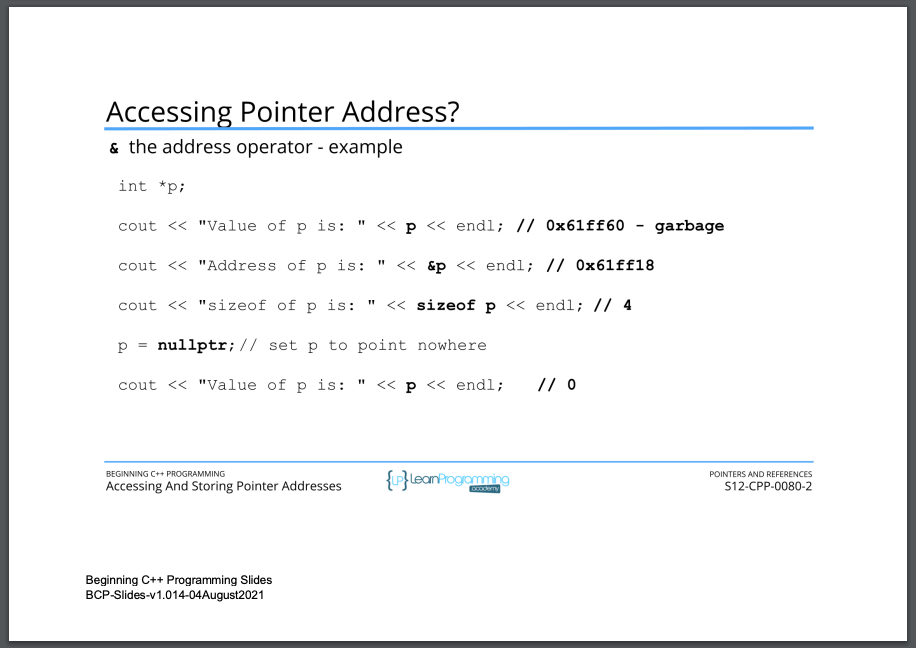 Accessing Pointer Address?
& the address operator - example
int *p;
cout << "Value of p is: " << p << endl; // 0x61ff60 - garbage
cout << "Address of p is: " << &p << endl; // 0x61ff18
cout << "sizeof of p is: " << sizeof p << endl; // 4
p = nullptr;// set p to point nowhere
cout << "Value of p is: " << p << endl; // 0
BEGINNING C++ PROGRAMMING
Accessing And Storing Pointer Addresses
{LP}LearnProgramming
academy
POINTERS AND REFERENCES
S12-CPP-0080-2
Beginning C++ Programming Slides
BCP-Slides-v1.014-04August2021